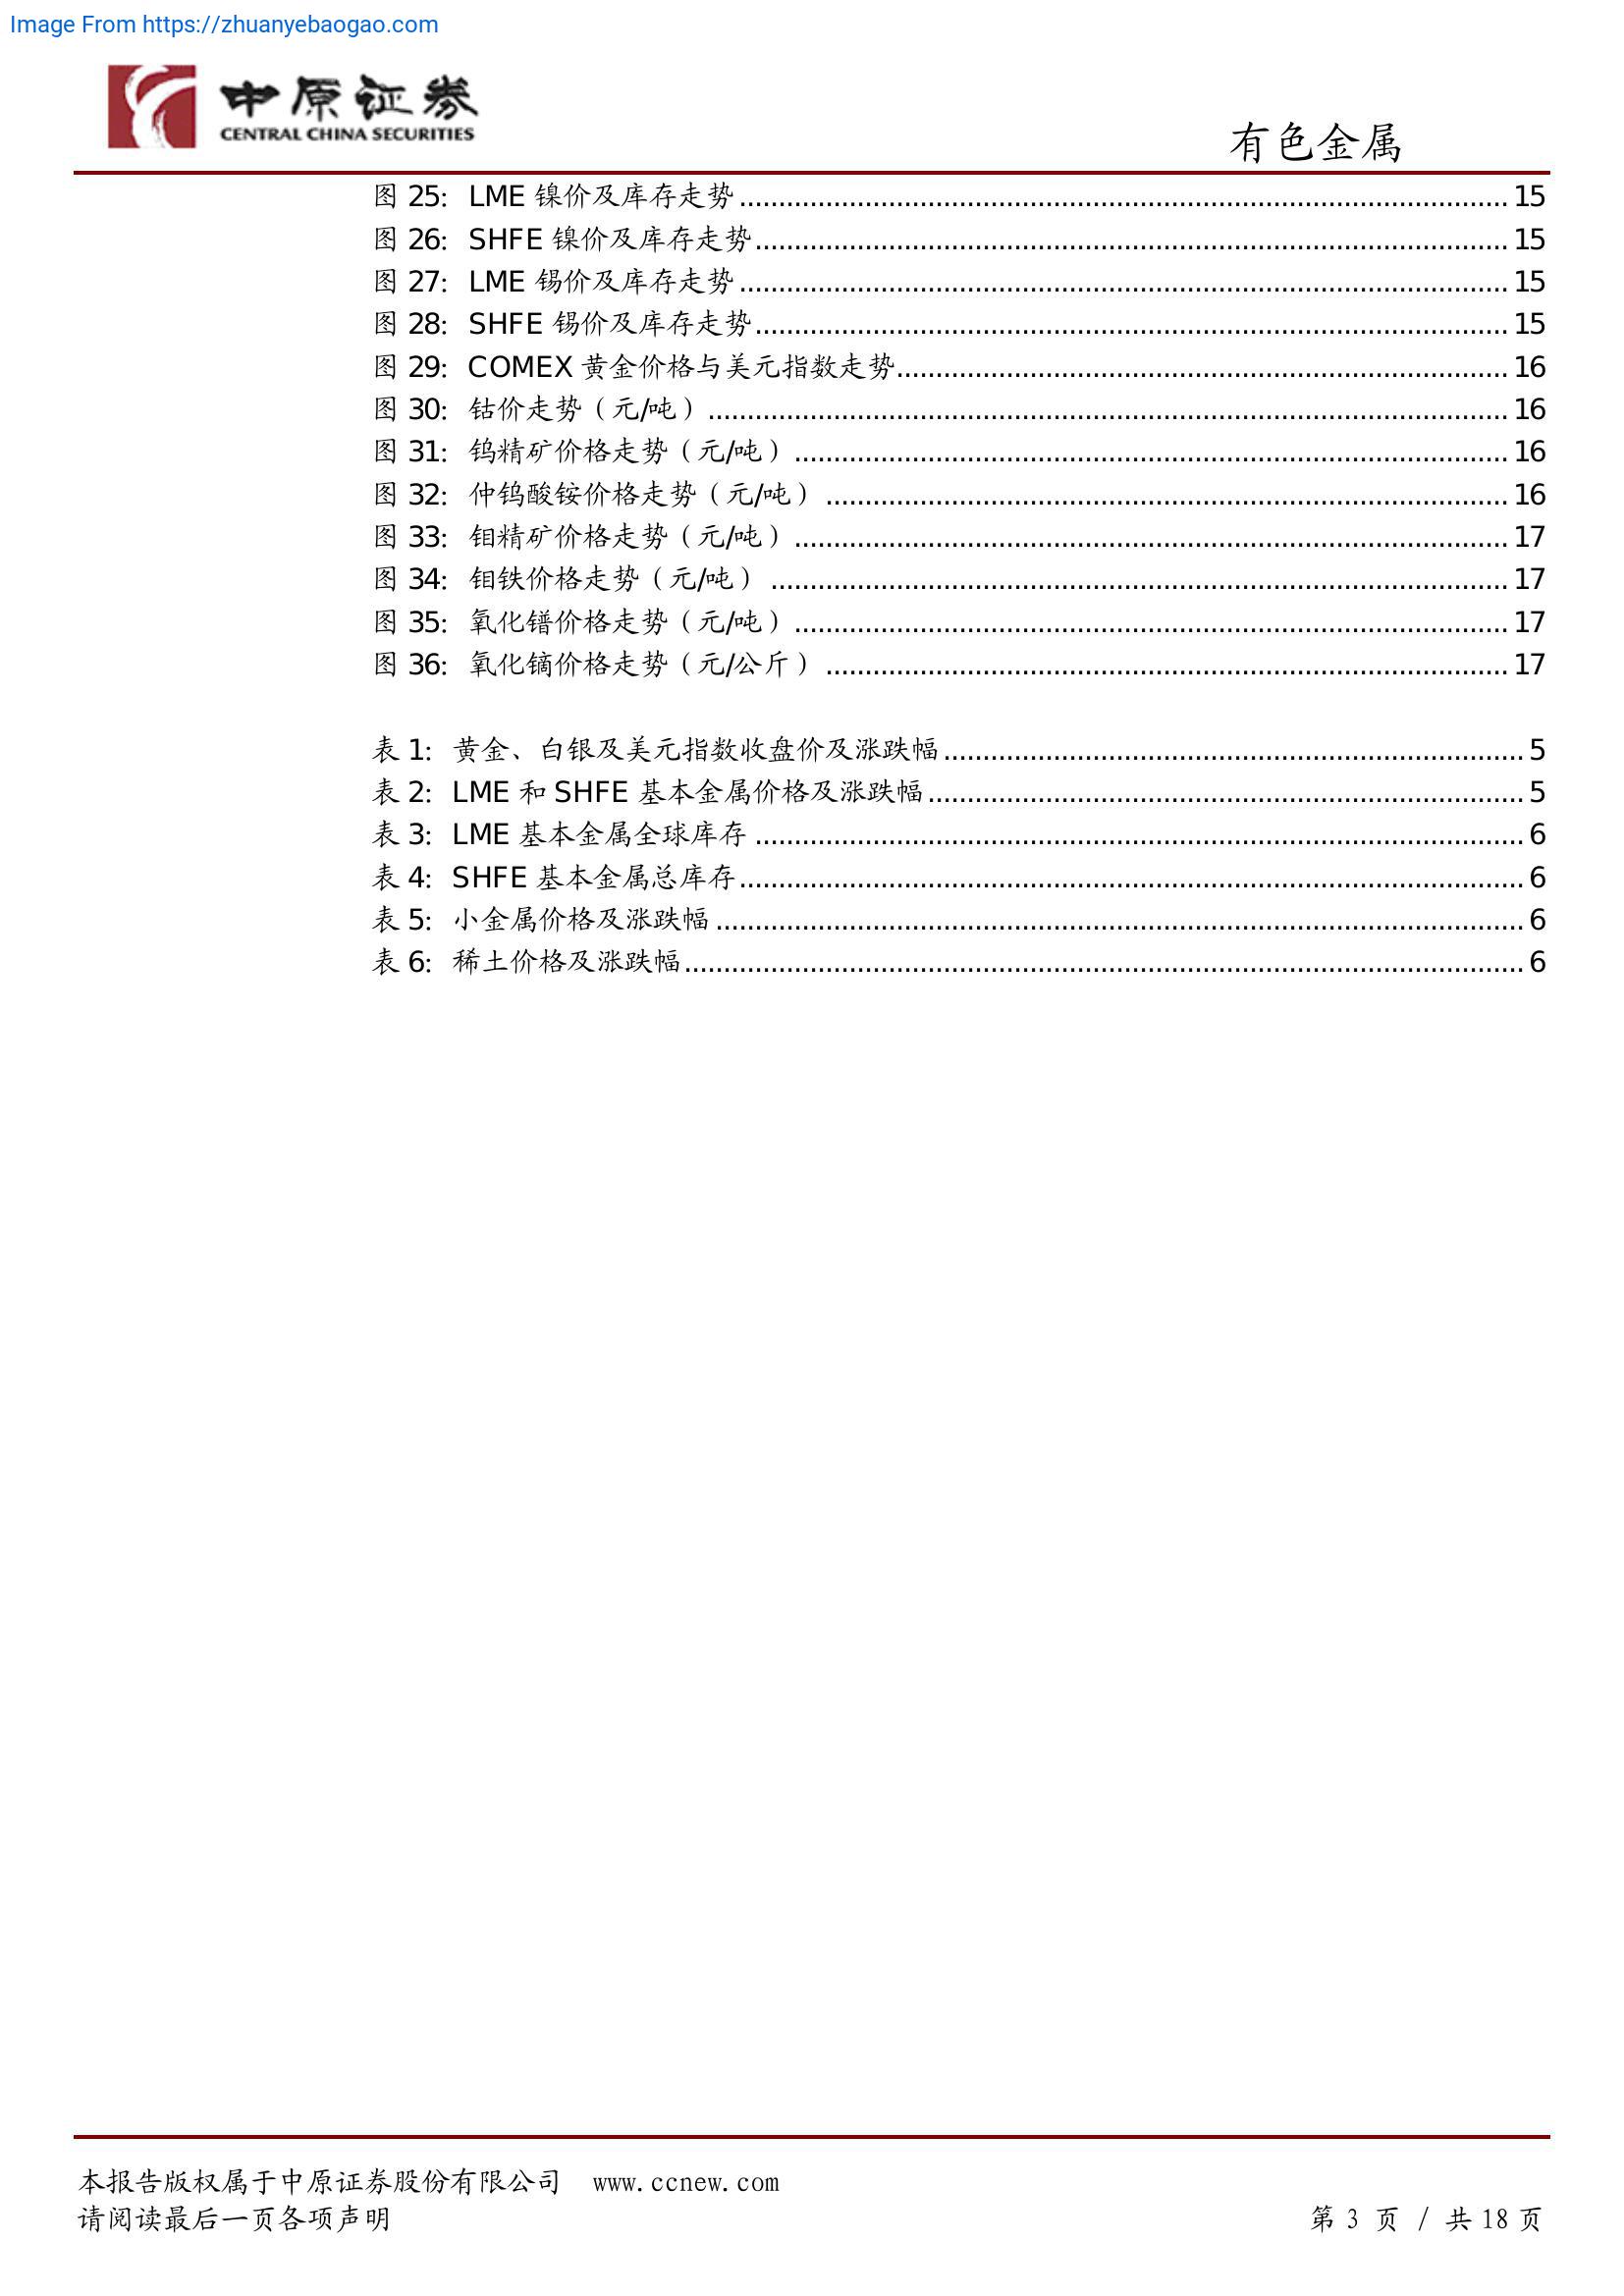 Image From https://zhuanyebaogao.com
中原证券
CENTRAL CHINA SECURITIES
有色金属
图 25: LME 镍价及库存走势 15
图 26: SHFE 镍价及库存走势 15
图 27: LME 锡价及库存走势 15
图 28: SHFE 锡价及库存走势 15
图 29: COMEX 黄金价格与美元指数走势 16
图 30: 钴价走势（元/吨） 16
图 31: 钨精矿价格走势（元/吨） 16
图 32: 仲钨酸铵价格走势（元/吨） 16
图 33: 钼精矿价格走势（元/吨） 17
图 34: 钼铁价格走势（元/吨） 17
图 35: 氧化镨价格走势（元/吨） 17
图 36: 氧化镝价格走势（元/公斤） 17
表 1: 黄金、白银及美元指数收盘价及涨跌幅 5
表 2: LME 和 SHFE 基本金属价格及涨跌幅 5
表 3: LME 基本金属全球库存 6
表 4: SHFE 基本金属总库存 6
表 5: 小金属价格及涨跌幅 6
表 6: 稀土价格及涨跌幅 6
本报告版权属于中原证券股份有限公司 www.ccnew.com
请阅读最后一页各项声明 第 3 页 / 共 18 页